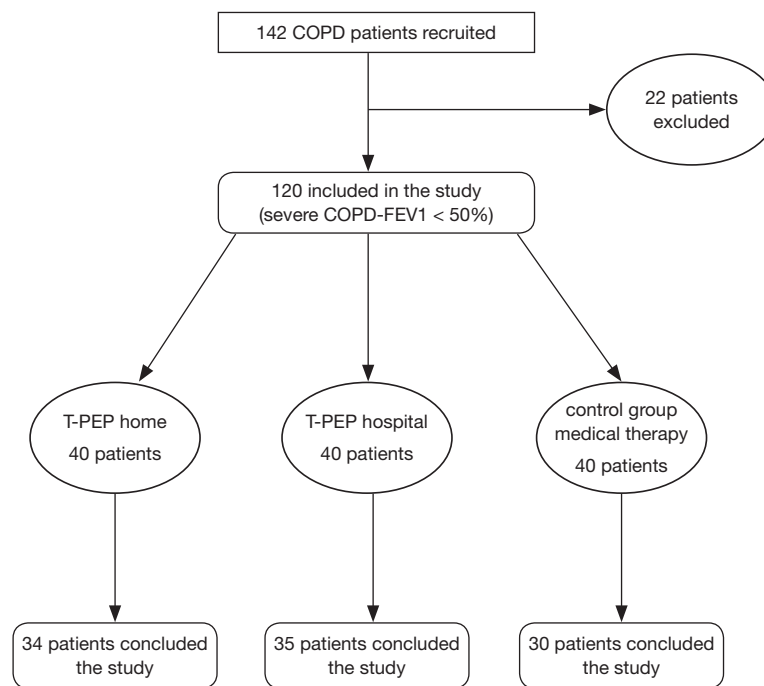 142 COPD patients recruited
22 patients
excluded
120 included in the study
(severe COPD-FEV1 < 50%)
T-PEP home
40 patients
T-PEP hospital
40 patients
control group
medical therapy
40 patients
34 patients concluded
the study
35 patients concluded
the study
30 patients concluded
the study